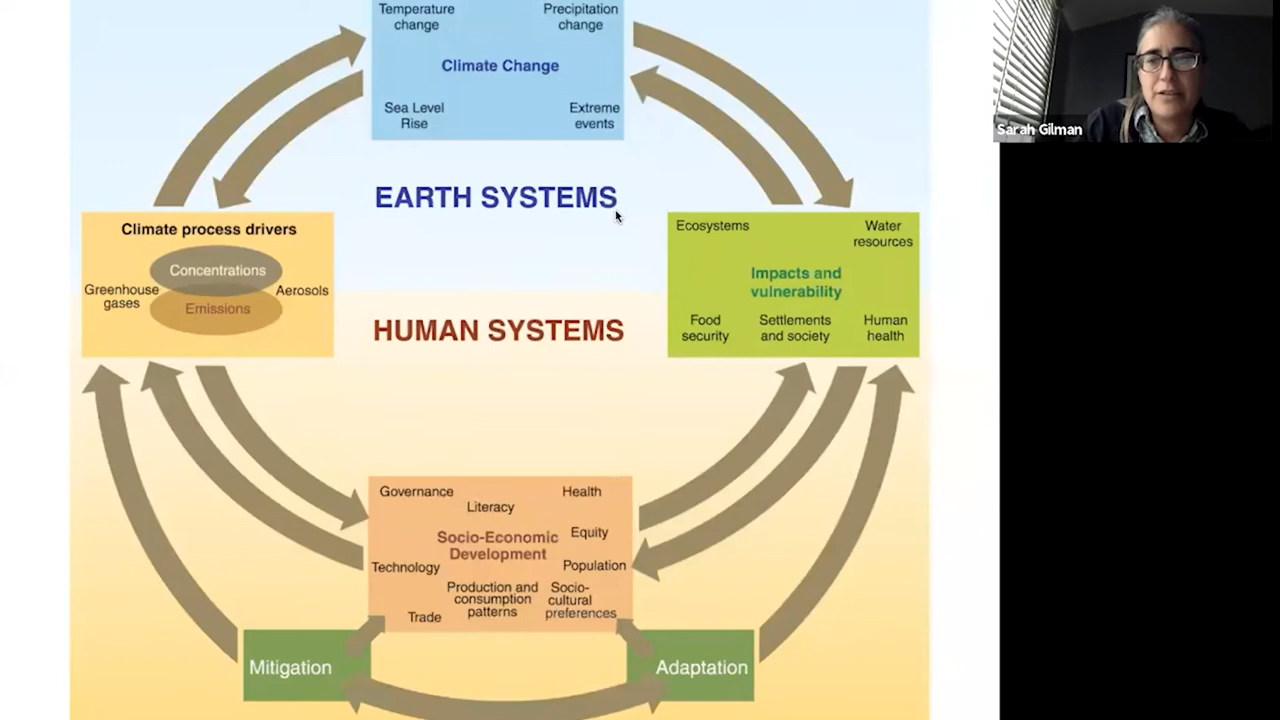 Temperature
change
Precipitation
change
Climate Change
Sea Level
Rise
Extreme
events
Sarah Gilman
EARTH SYSTEMS
Climate process drivers
Concentrations
Greenhouse
gases
Aerosols
Emissions
Ecosystems
Water
resources
Impacts and
vulnerability
Food
security
Settlements
and society
Human
health
HUMAN SYSTEMS
Governance
Literacy
Health
Socio-Economic
Development
Equity
Technology
Population
Production and
consumption
patterns
Socio-
cultural
preferences
Trade
Mitigation
Adaptation